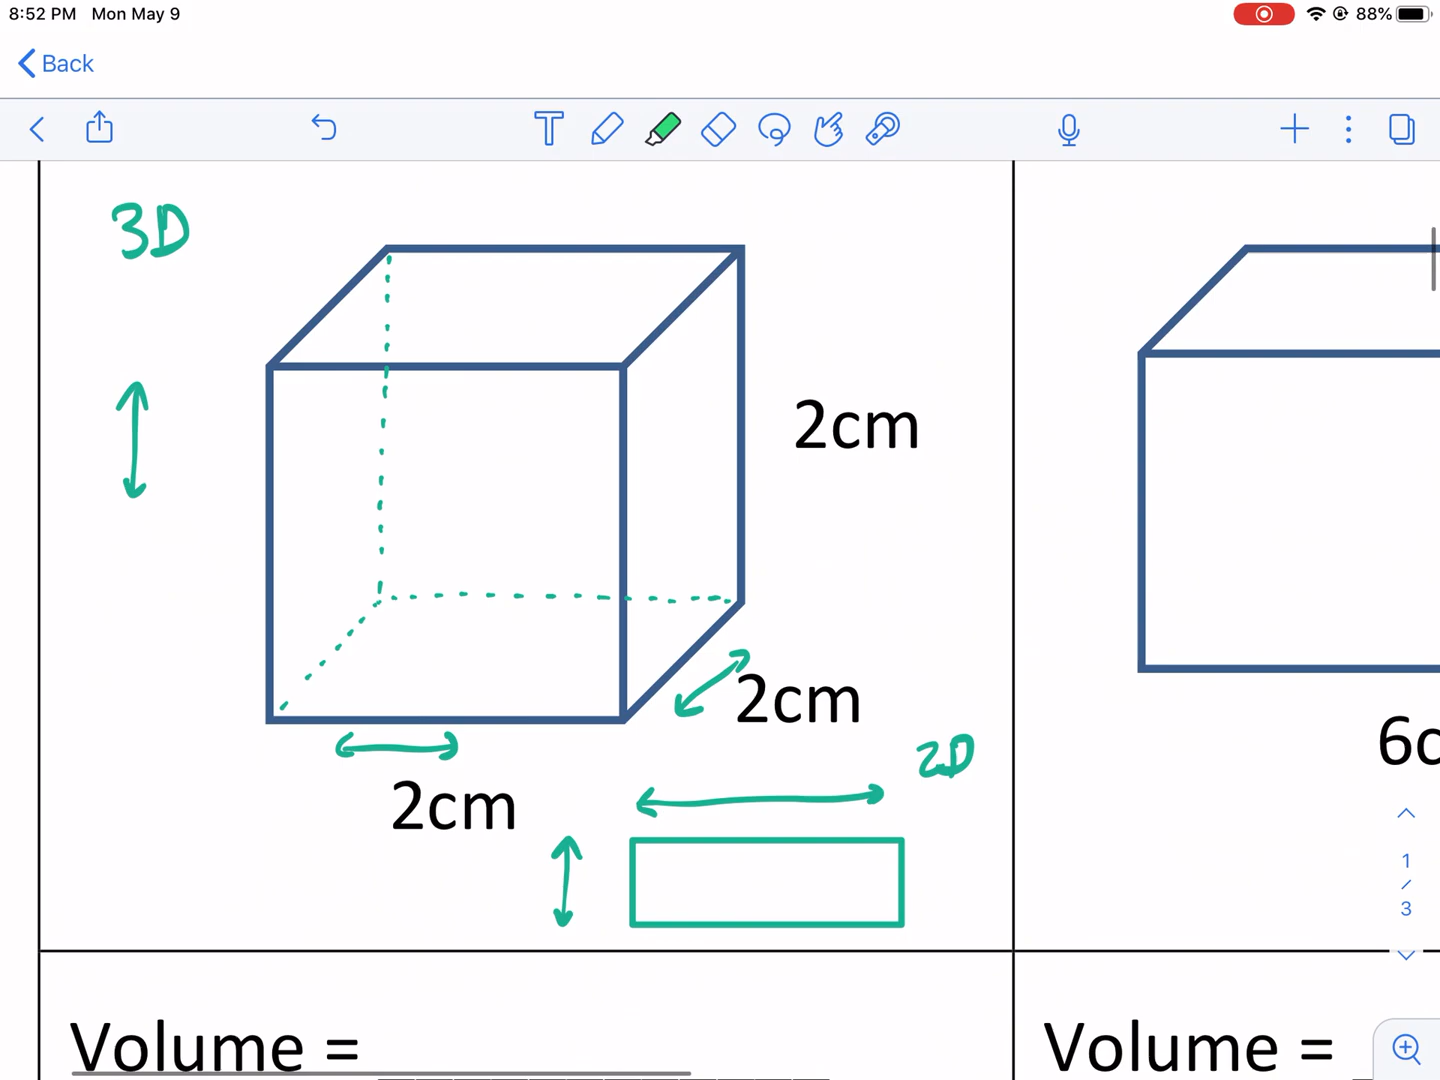 8:52 PM Mon May 9
88%
Back
3D
2cm
2cm
2D
2cm
6c
1
/
3
Volume =
Volume =